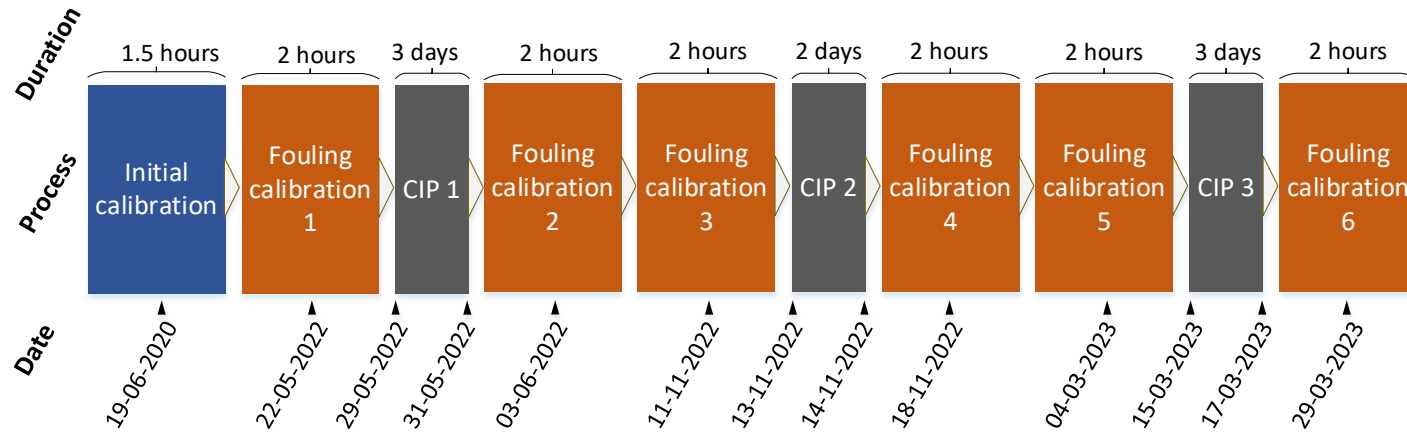 Duration
1.5 hours
2 hours
3 days
2 hours
2 hours
2 days
2 hours
2 hours
3 days
2 hours
Process
Initial
calibration
Fouling
calibration
1
CIP 1
Fouling
calibration
2
Fouling
calibration
3
CIP 2
Fouling
calibration
4
Fouling
calibration
5
CIP 3
Fouling
calibration
6
Date
19-06-2020
22-05-2022
29-05-2022
31-05-2022
03-06-2022
11-11-2022
13-11-2022
14-11-2022
18-11-2022
04-03-2023
15-03-2023
17-03-2023
29-03-2023